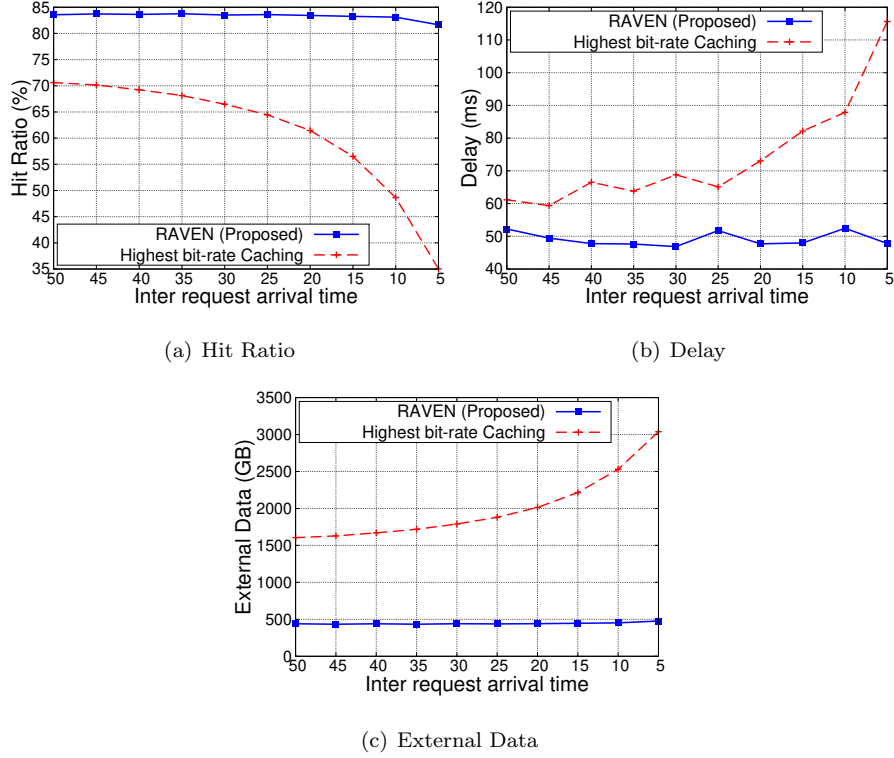 85
80
75
70
65
60
55
50
45
40
35
Hit Ratio (%)
RAVEN (Proposed)
Highest bit-rate Caching
50 45 40 35 30 25 20 15 10 5
Inter request arrival time
(a) Hit Ratio
120
110
100
90
80
70
60
50
40
Delay (ms)
RAVEN (Proposed)
Highest bit-rate Caching
50 45 40 35 30 25 20 15 10 5
Inter request arrival time
(b) Delay
3500
3000
2500
2000
1500
1000
500
0
External Data (GB)
RAVEN (Proposed)
Highest bit-rate Caching
50 45 40 35 30 25 20 15 10 5
Inter request arrival time
(c) External Data